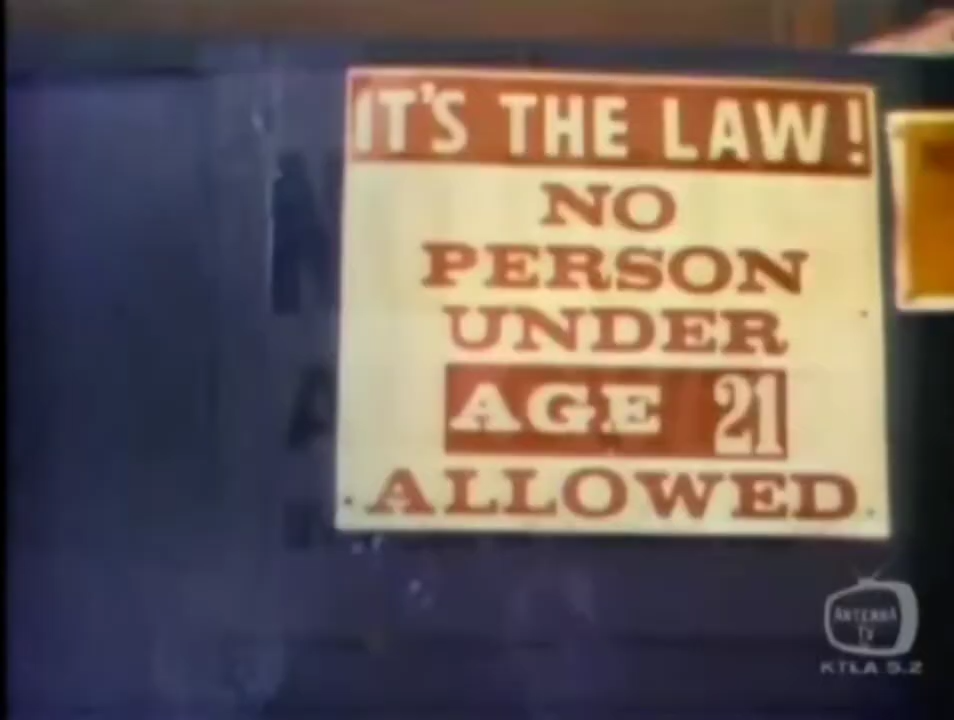 IT'S THE LAW!
NO
PERSON
UNDER
AGE 21
ALLOWED
ANTENNA
TV
KTLA 5.2